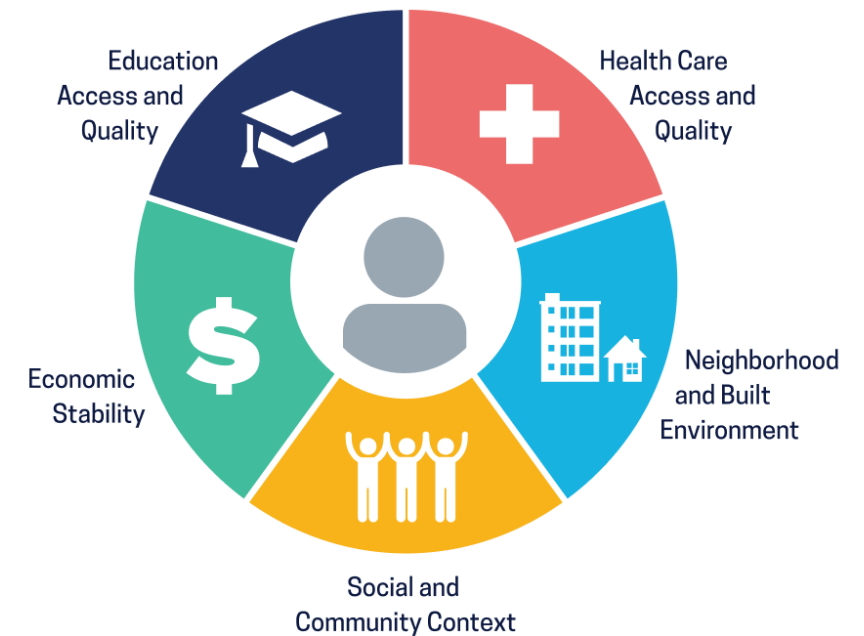 Education
Access and
Quality
Health Care
Access and
Quality
Economic
Stability
Neighborhood
and Built
Environment
Social and
Community Context